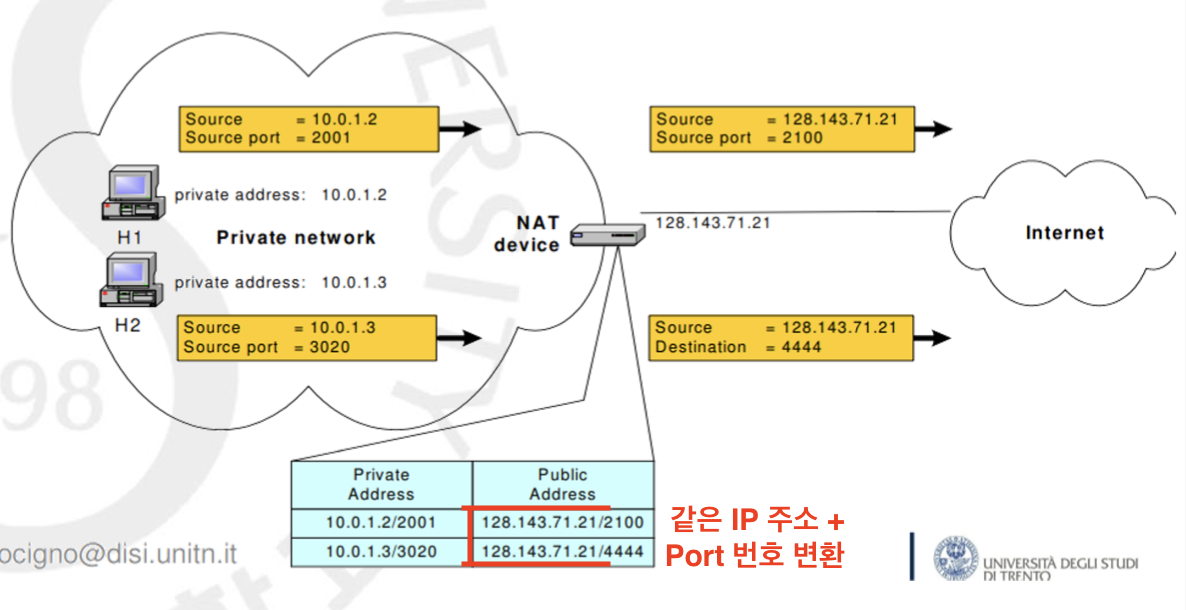 NERSITY
Source = 10.0.1.2
Source port = 2001
Source = 128.143.71.21
Source port = 2100
private address: 10.0.1.2
H1
Private network
NAT
device
128.143.71.21
Internet
private address: 10.0.1.3
H2
Source = 10.0.1.3
Source port = 3020
Source = 128.143.71.21
Destination = 4444
98
Private
Address
Public
Address
10.0.1.2/2001
128.143.71.21/2100
10.0.1.3/3020
128.143.71.21/4444
같은 IP 주소 +
Port 번호 변환
ocigno@disi.unitn.it
UNIVERSITÀ DEGLI STUDI
DI TRENTO